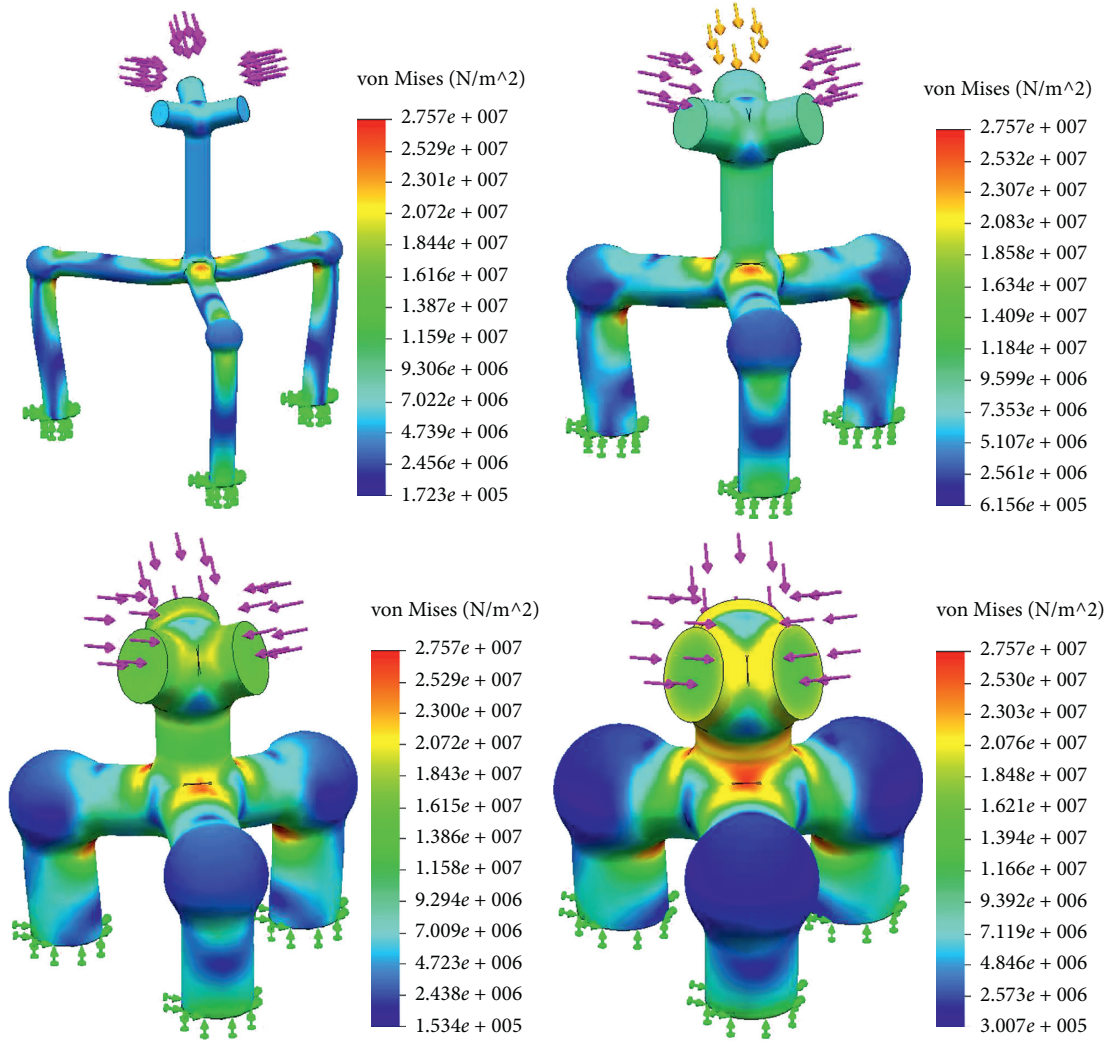 von Mises (N/m^2)
2.757e + 007
2.529e + 007
2.301e + 007
2.072e + 007
1.844e + 007
1.616e + 007
1.387e + 007
1.159e + 007
9.306e + 006
7.022e + 006
4.739e + 006
2.456e + 006
1.723e + 005
von Mises (N/m^2)
2.757e + 007
2.532e + 007
2.307e + 007
2.083e + 007
1.858e + 007
1.634e + 007
1.409e + 007
1.184e + 007
9.599e + 006
7.353e + 006
5.107e + 006
2.561e + 006
6.156e + 005
von Mises (N/m^2)
2.757e + 007
2.529e + 007
2.300e + 007
2.072e + 007
1.843e + 007
1.615e + 007
1.386e + 007
1.158e + 007
9.294e + 006
7.009e + 006
4.723e + 006
2.438e + 006
1.534e + 005
von Mises (N/m^2)
2.757e + 007
2.530e + 007
2.303e + 007
2.076e + 007
1.848e + 007
1.621e + 007
1.394e + 007
1.166e + 007
9.392e + 006
7.119e + 006
4.846e + 006
2.573e + 006
3.007e + 005